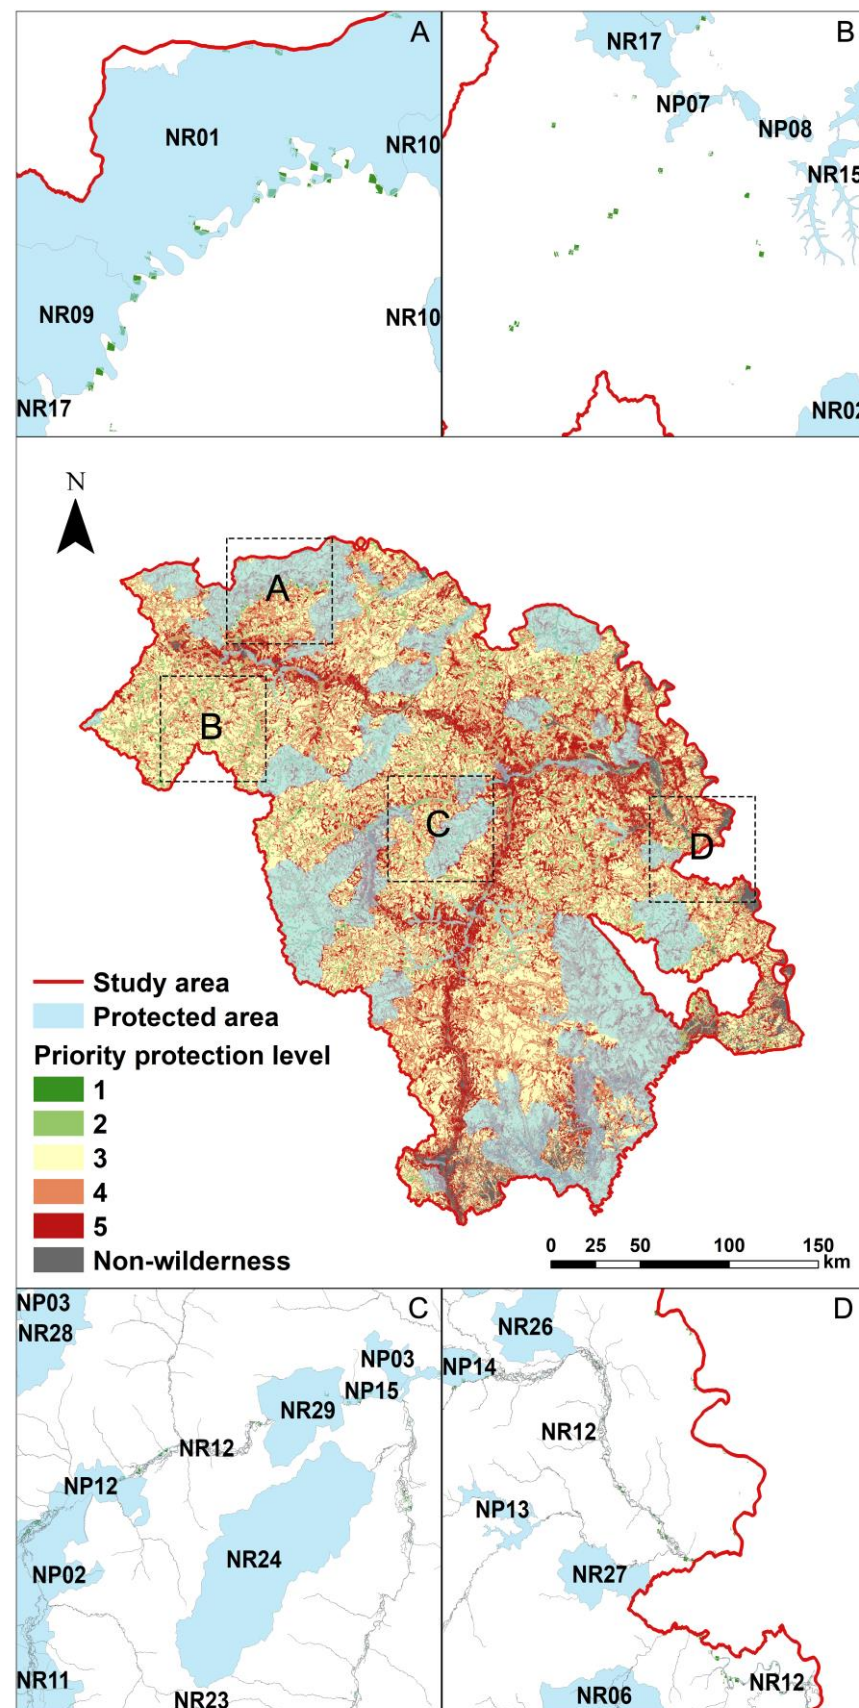 A
NR01
NR10
NR09
NR10
NR17
B
NR17
NP07
NP08
NR15
NR02
N
A
B
C
D
Study area
Protected area
Priority protection level
1
2
3
4
5
Non-wilderness
0 25 50 100 150
km
C
NP03
NR28
NP03
NP15
NR29
NR12
NP12
NR24
NP02
NR11
NR23
D
NR26
NP14
NR12
NP13
NR27
NR12
NR06